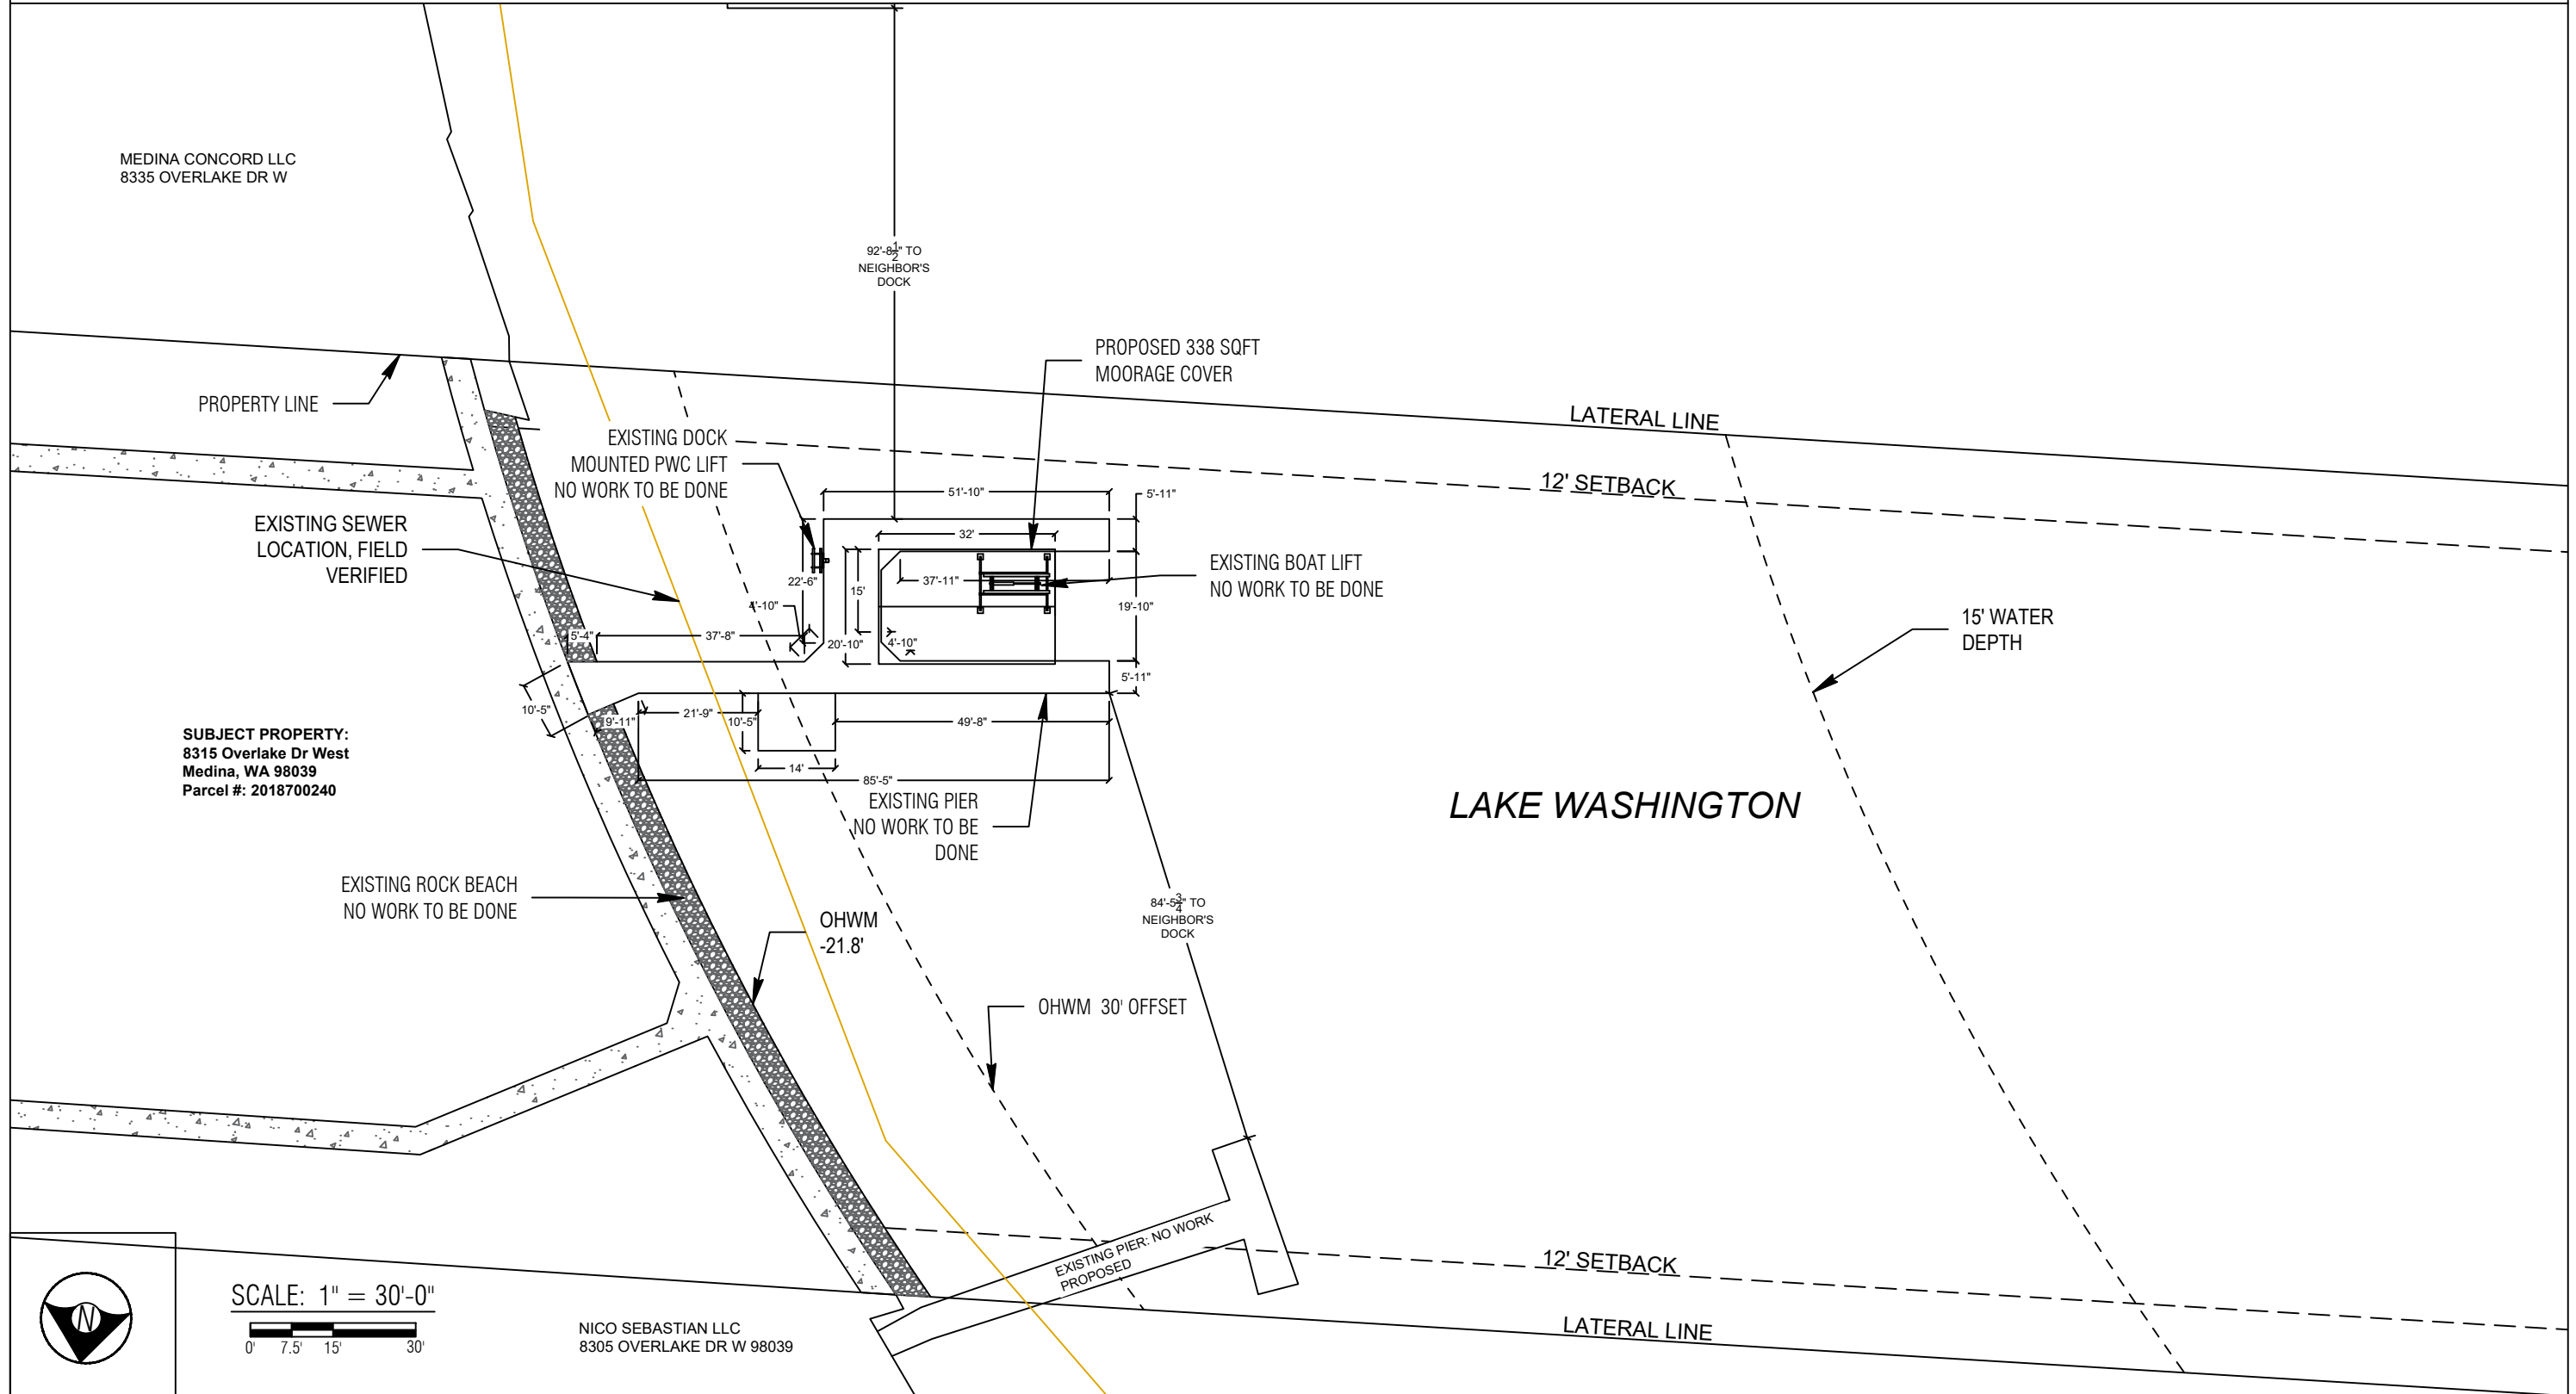 MEDINA CONCORD LLC
8335 OVERLAKE DR W
92'-8 1/2" TO
NEIGHBOR'S
DOCK
PROPOSED 338 SQFT
MOORAGE COVER
PROPERTY LINE
LATERAL LINE
EXISTING DOCK
MOUNTED PWC LIFT
NO WORK TO BE DONE
12' SETBACK
51'-10"
5'-11"
32'
EXISTING SEWER
LOCATION, FIELD
VERIFIED
EXISTING BOAT LIFT
NO WORK TO BE DONE
22'-6"
37'-11"
15'
19'-10"
4'-10"
5'-4"
37'-8"
20'-10"
4'-10"
15' WATER
DEPTH
5'-11"
10'-5"
9'-11"
21'-9"
10'-5"
49'-8"
14'
85'-5"
SUBJECT PROPERTY:
8315 Overlake Dr West
Medina, WA 98039
Parcel #: 2018700240
EXISTING PIER
NO WORK TO BE
DONE
LAKE WASHINGTON
EXISTING ROCK BEACH
NO WORK TO BE DONE
OHWM
-21.8'
84'-5 3/4" TO
NEIGHBOR'S
DOCK
OHWM 30' OFFSET
EXISTING PIER: NO WORK
PROPOSED
12' SETBACK
LATERAL LINE
N
SCALE: 1" = 30'-0"
0' 7.5' 15' 30'
NICO SEBASTIAN LLC
8305 OVERLAKE DR W 98039